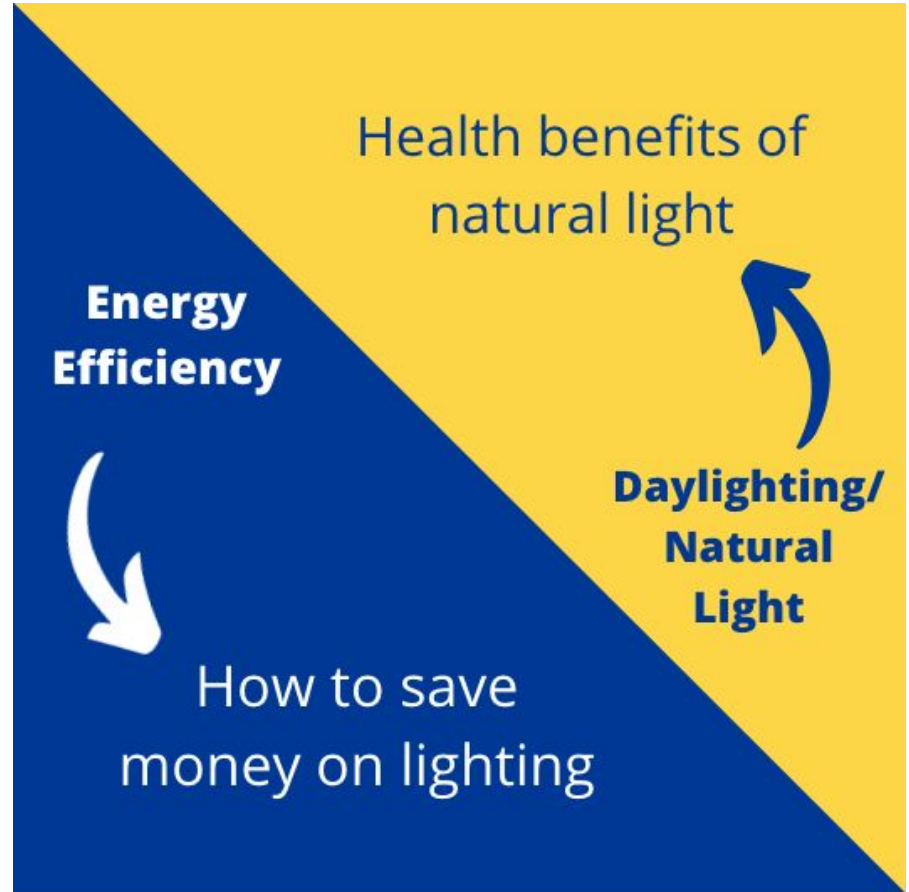 Health benefits of
natural light
Energy
Efficiency
Daylighting/
Natural
Light
How to save
money on lighting